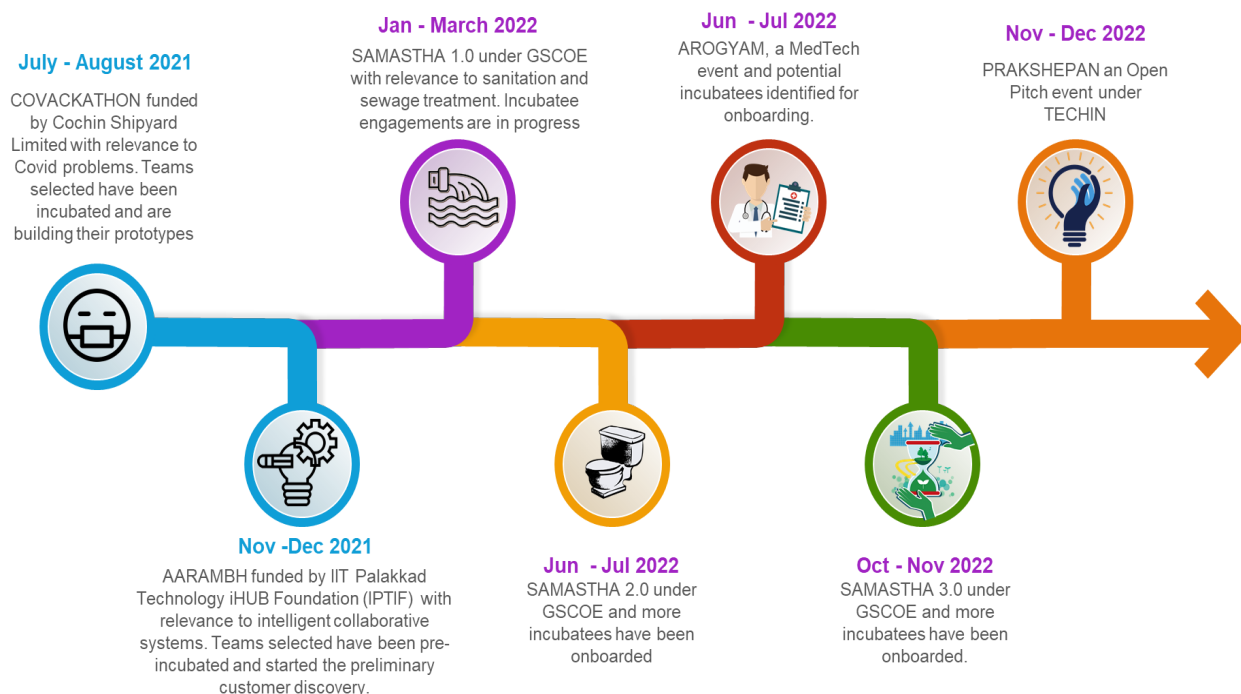 July - August 2021
COVACKATHON funded
by Cochin Shipyard
Limited with relevance to
Covid problems. Teams
selected have been
incubated and are
building their prototypes
Nov -Dec 2021
AARAMBH funded by IIT Palakkad
Technology iHUB Foundation (IPTIF) with
relevance to intelligent collaborative
systems. Teams selected have been pre-
incubated and started the preliminary
customer discovery.
Jan - March 2022
SAMASTHA 1.0 under GSCOE
with relevance to sanitation and
sewage treatment. Incubatee
engagements are in progress
Jun - Jul 2022
SAMASTHA 2.0 under
GSCOE and more
incubatees have been
onboarded
Jun - Jul 2022
AROGYAM, a MedTech
event and potential
incubatees identified for
onboarding.
Oct - Nov 2022
SAMASTHA 3.0 under
GSCOE and more
incubatees have been
onboarded.
Nov - Dec 2022
PRAKSHEPAN an Open
Pitch event under
TECHIN